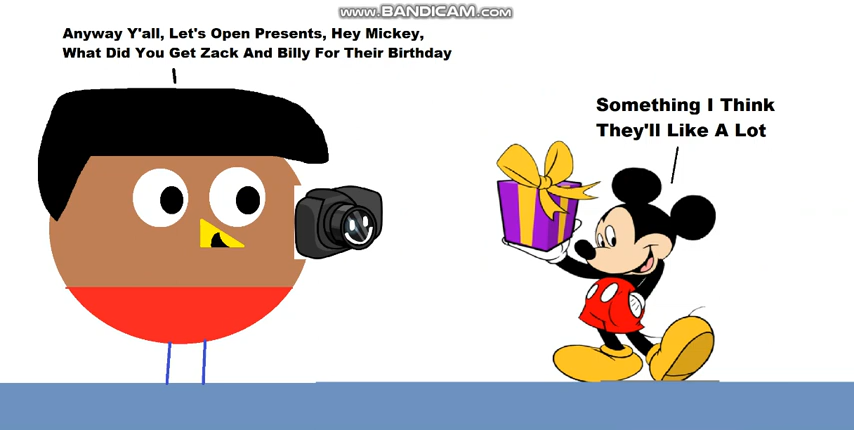 www.BANDICAM.com
Anyway Y'all, Let's Open Presents, Hey Mickey,
What Did You Get Zack And Billy For Their Birthday
Something I Think
They'll Like A Lot